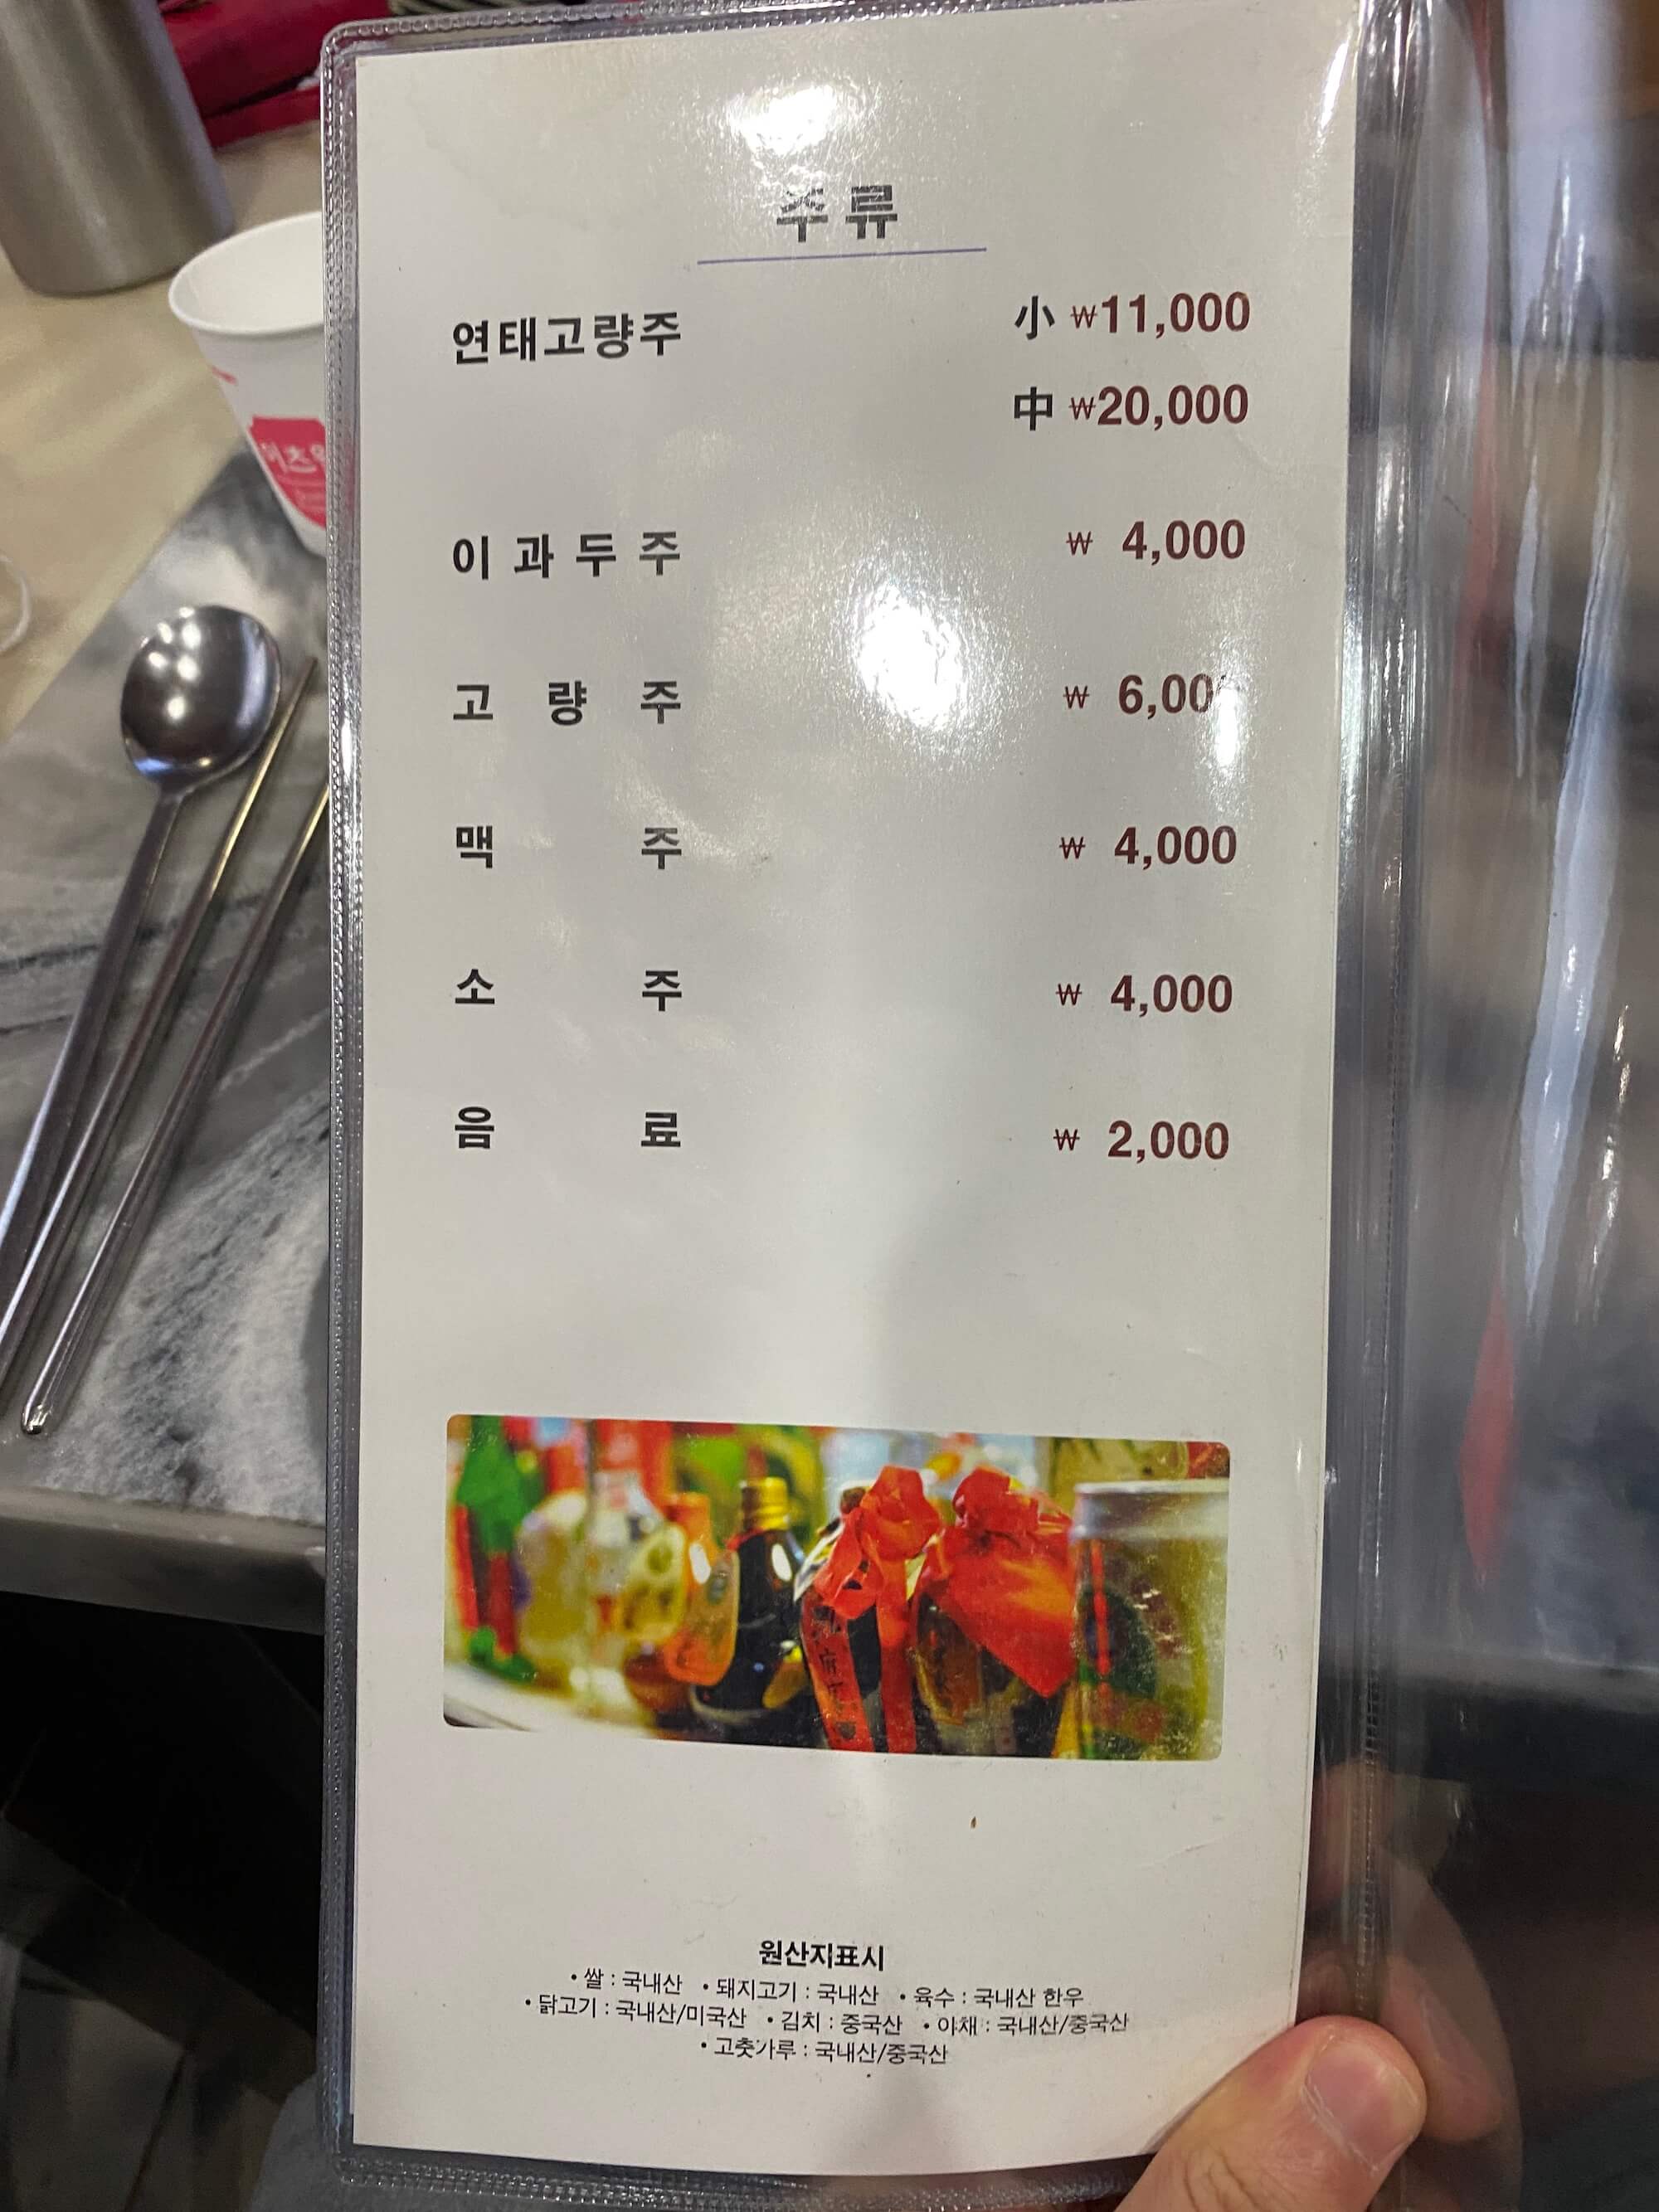 주류
연태고량주 小 ₩11,000
中 ₩20,000
이과두주 ₩ 4,000
고량주 ₩ 6,00
맥주 ₩ 4,000
소주 ₩ 4,000
음료 ₩ 2,000
원산지표시
• 쌀 : 국내산 • 돼지고기 : 국내산 • 육수 : 국내산 한우
• 닭고기 : 국내산/미국산 • 김치 : 중국산 • 야채 : 국내산/중국산
• 고춧가루 : 국내산/중국산